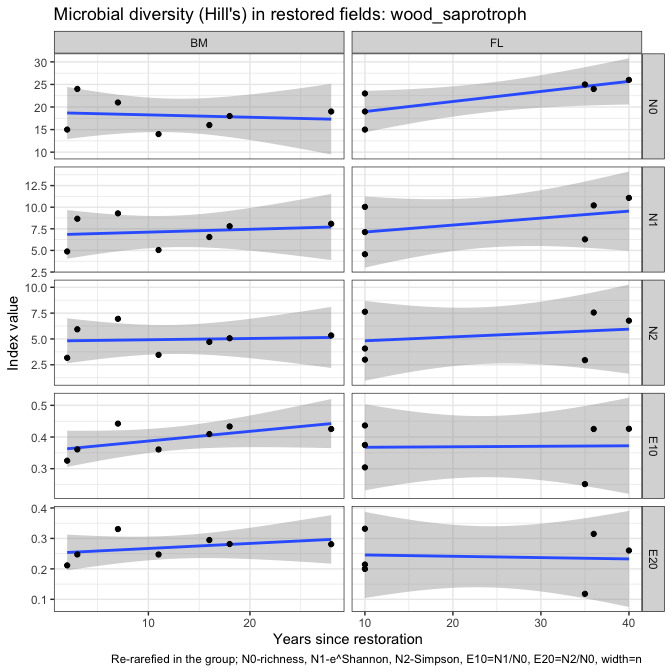 Microbial diversity (Hill's) in restored fields: wood_saprotroph
BM
FL
30
25
20
15
10
N0
12.5
10.0
7.5
5.0
2.5
N1
10.0
7.5
5.0
2.5
N2
0.5
0.4
0.3
E10
0.4
0.3
0.2
0.1
E20
Index value
10
20
10
20
30
40
Years since restoration
Re-rarefied in the group; N0-richness, N1-e^Shannon, N2-Simpson, E10=N1/N0, E20=N2/N0, width=n